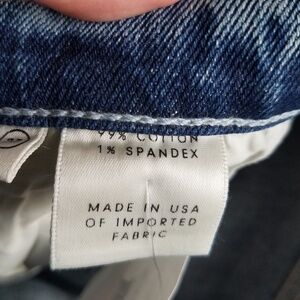 99% COTTON
1% SPANDEX
MADE IN USA
OF IMPORTED
FABRIC